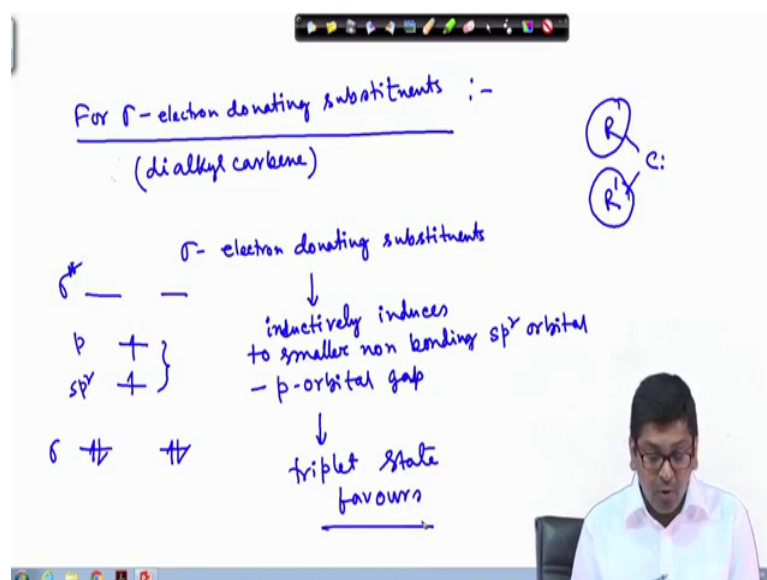 For σ-electron donating substituents :-
(dialkyl carbene)
R'
C:
R'
σ- electron donating substituents
↓
inductively induces
to smaller non bonding sp² orbital
- p-orbital gap
↓
triplet state
favours
σ*
p
sp²
σ